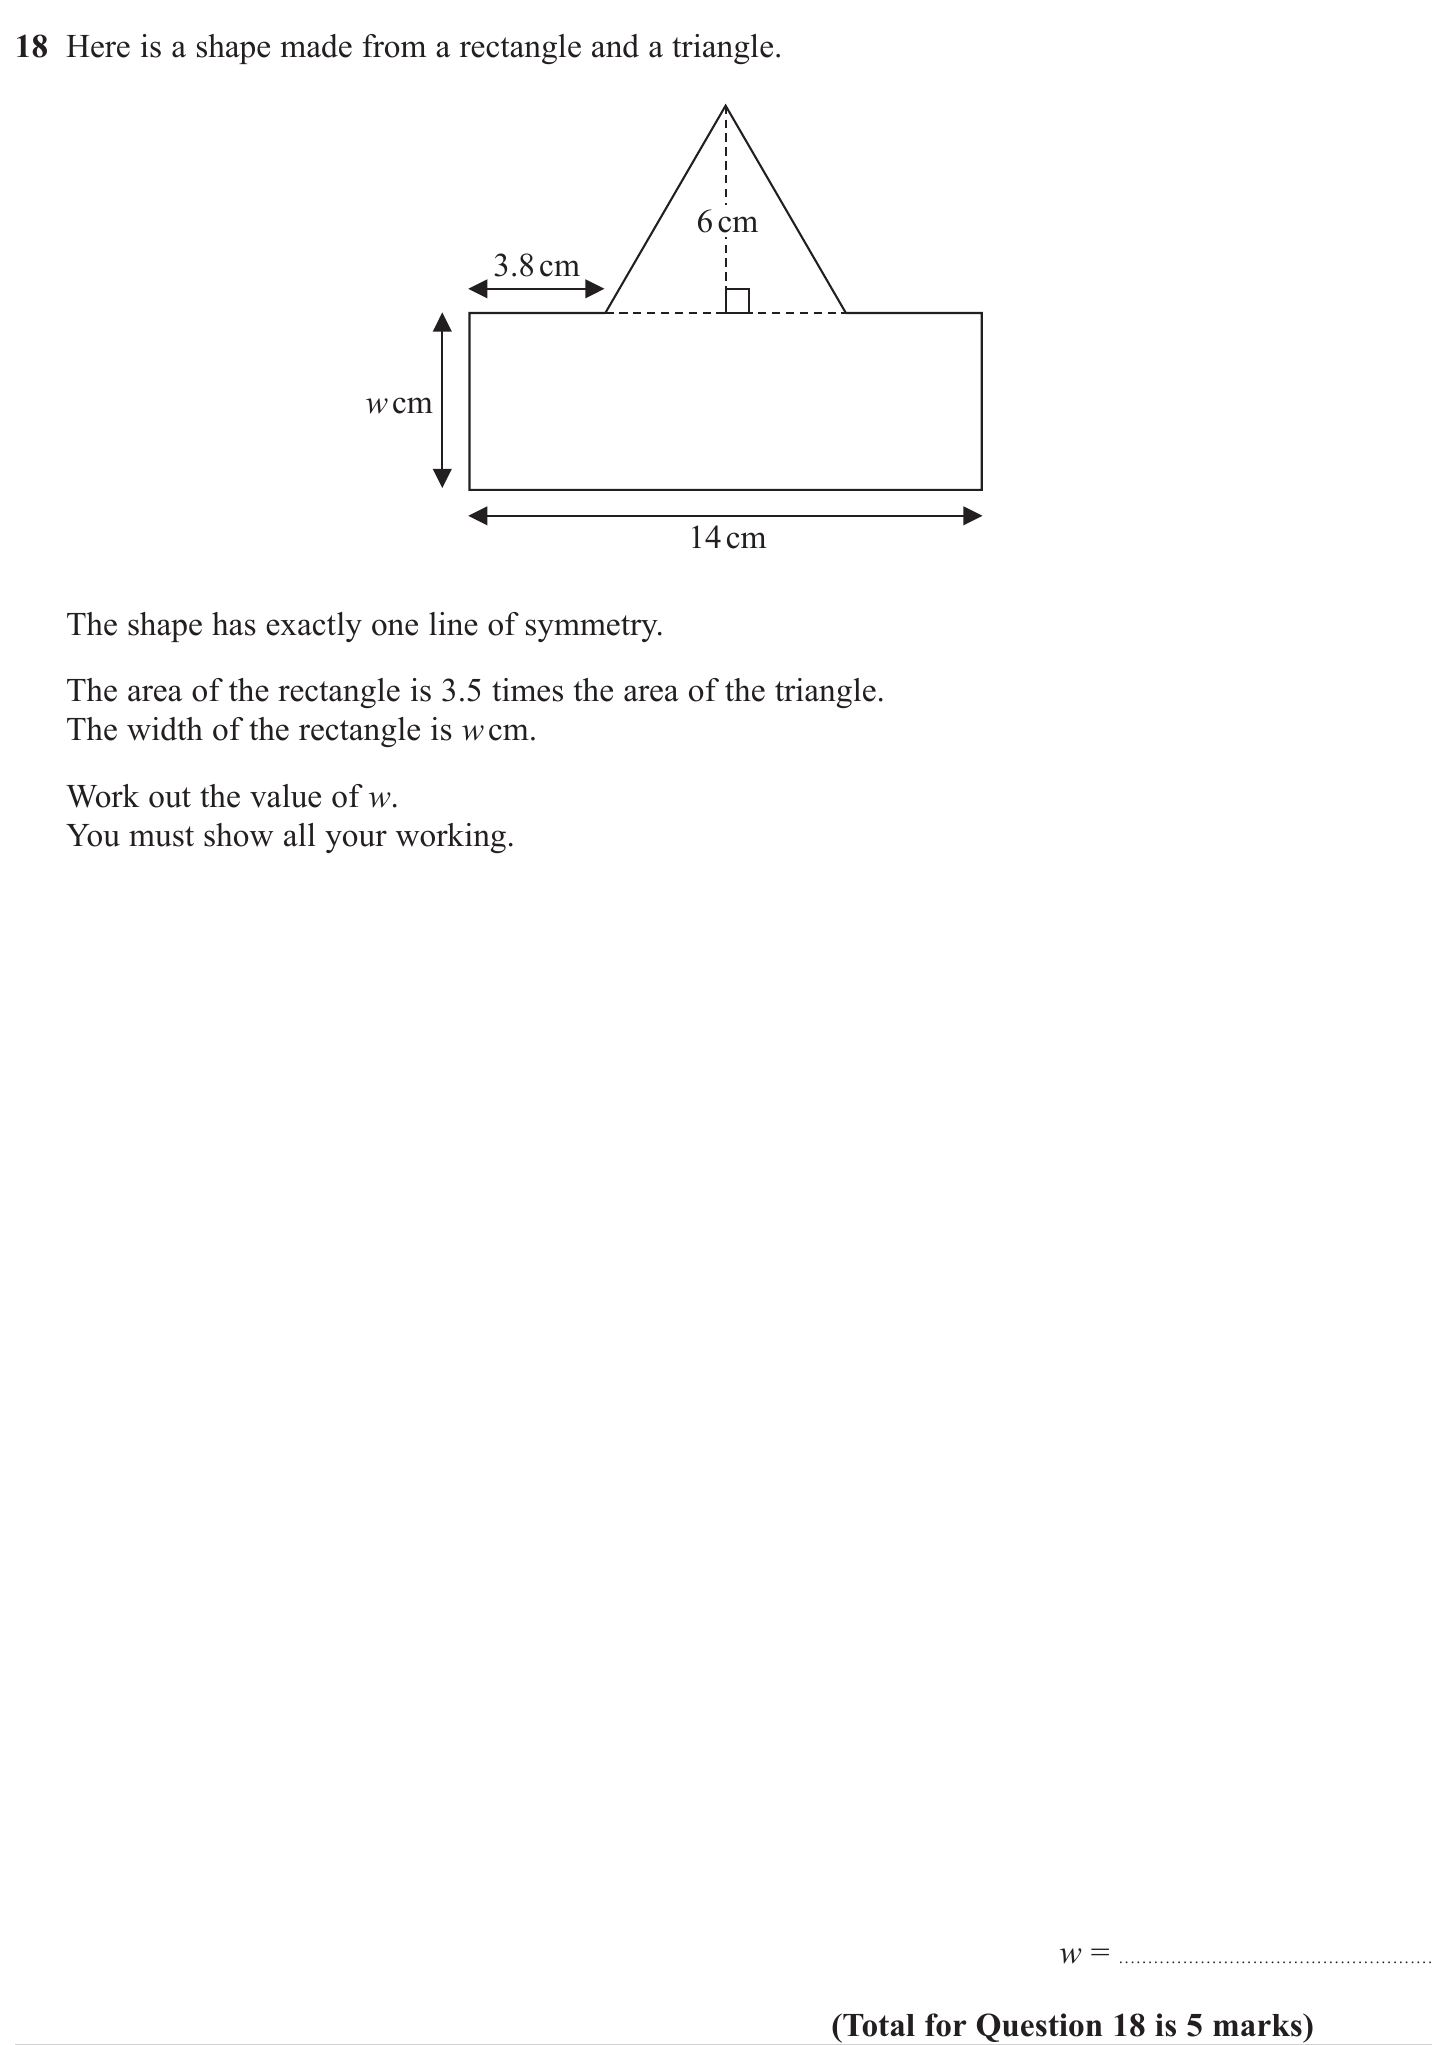 18 Here is a shape made from a rectangle and a triangle.
6 cm
3.8 cm
w cm
14 cm
The shape has exactly one line of symmetry.
The area of the rectangle is 3.5 times the area of the triangle.
The width of the rectangle is w cm.
Work out the value of w.
You must show all your working.
w = ......................................................
(Total for Question 18 is 5 marks)